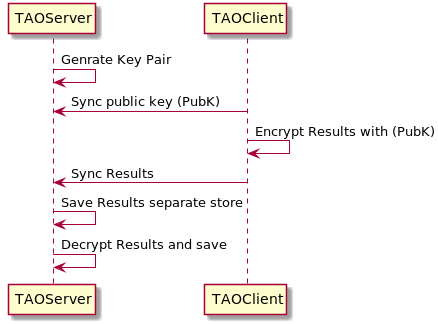 TAOServer
TAOClient
Genrate Key Pair
Sync public key (PubK)
Encrypt Results with (PubK)
Sync Results
Save Results separate store
Decrypt Results and save
TAOServer
TAOClient